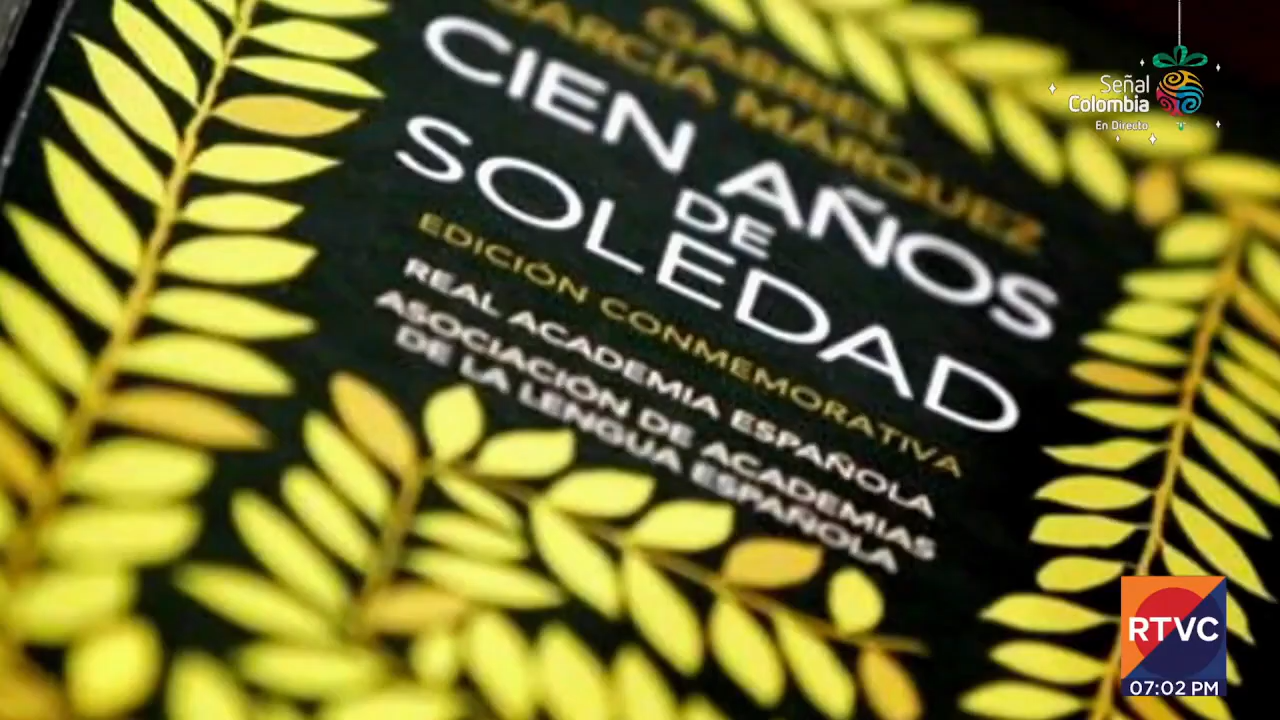 GABRIEL
GARCÍA MÁRQUEZ
CIEN AÑOS
DE
SOLEDAD
EDICIÓN CONMEMORATIVA
REAL ACADEMIA ESPAÑOLA
ASOCIACIÓN DE ACADEMIAS
DE LA LENGUA ESPAÑOLA
Señal
Colombia
En Directo
RTVC
07:02 PM